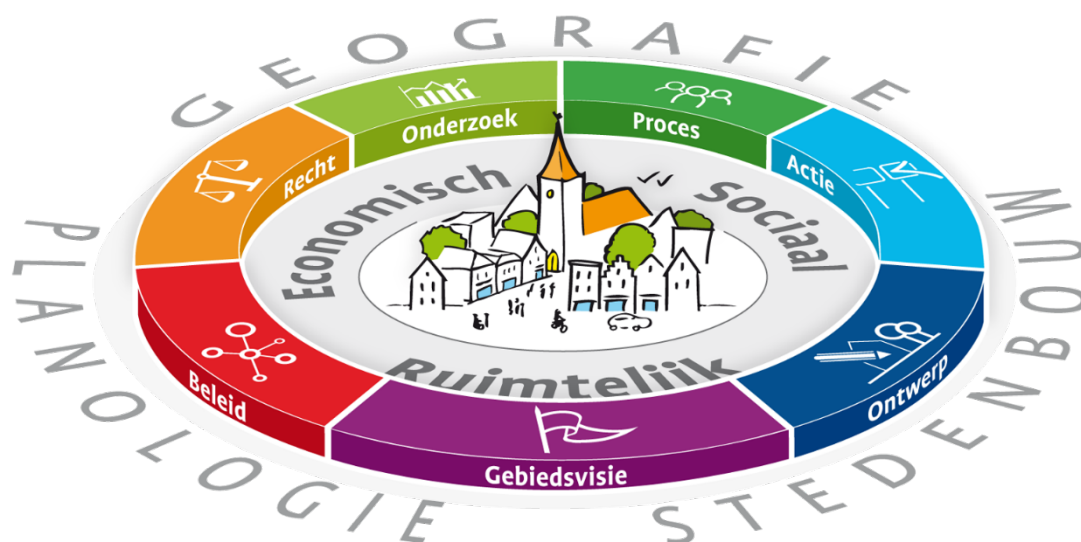 GEOGRAFIE
PLANOLOGIE
STEDENBOUW
Onderzoek
Proces
Actie
Ontwerp
Gebiedsvisie
Beleid
Recht
Economisch
Sociaal
Ruimtelijk